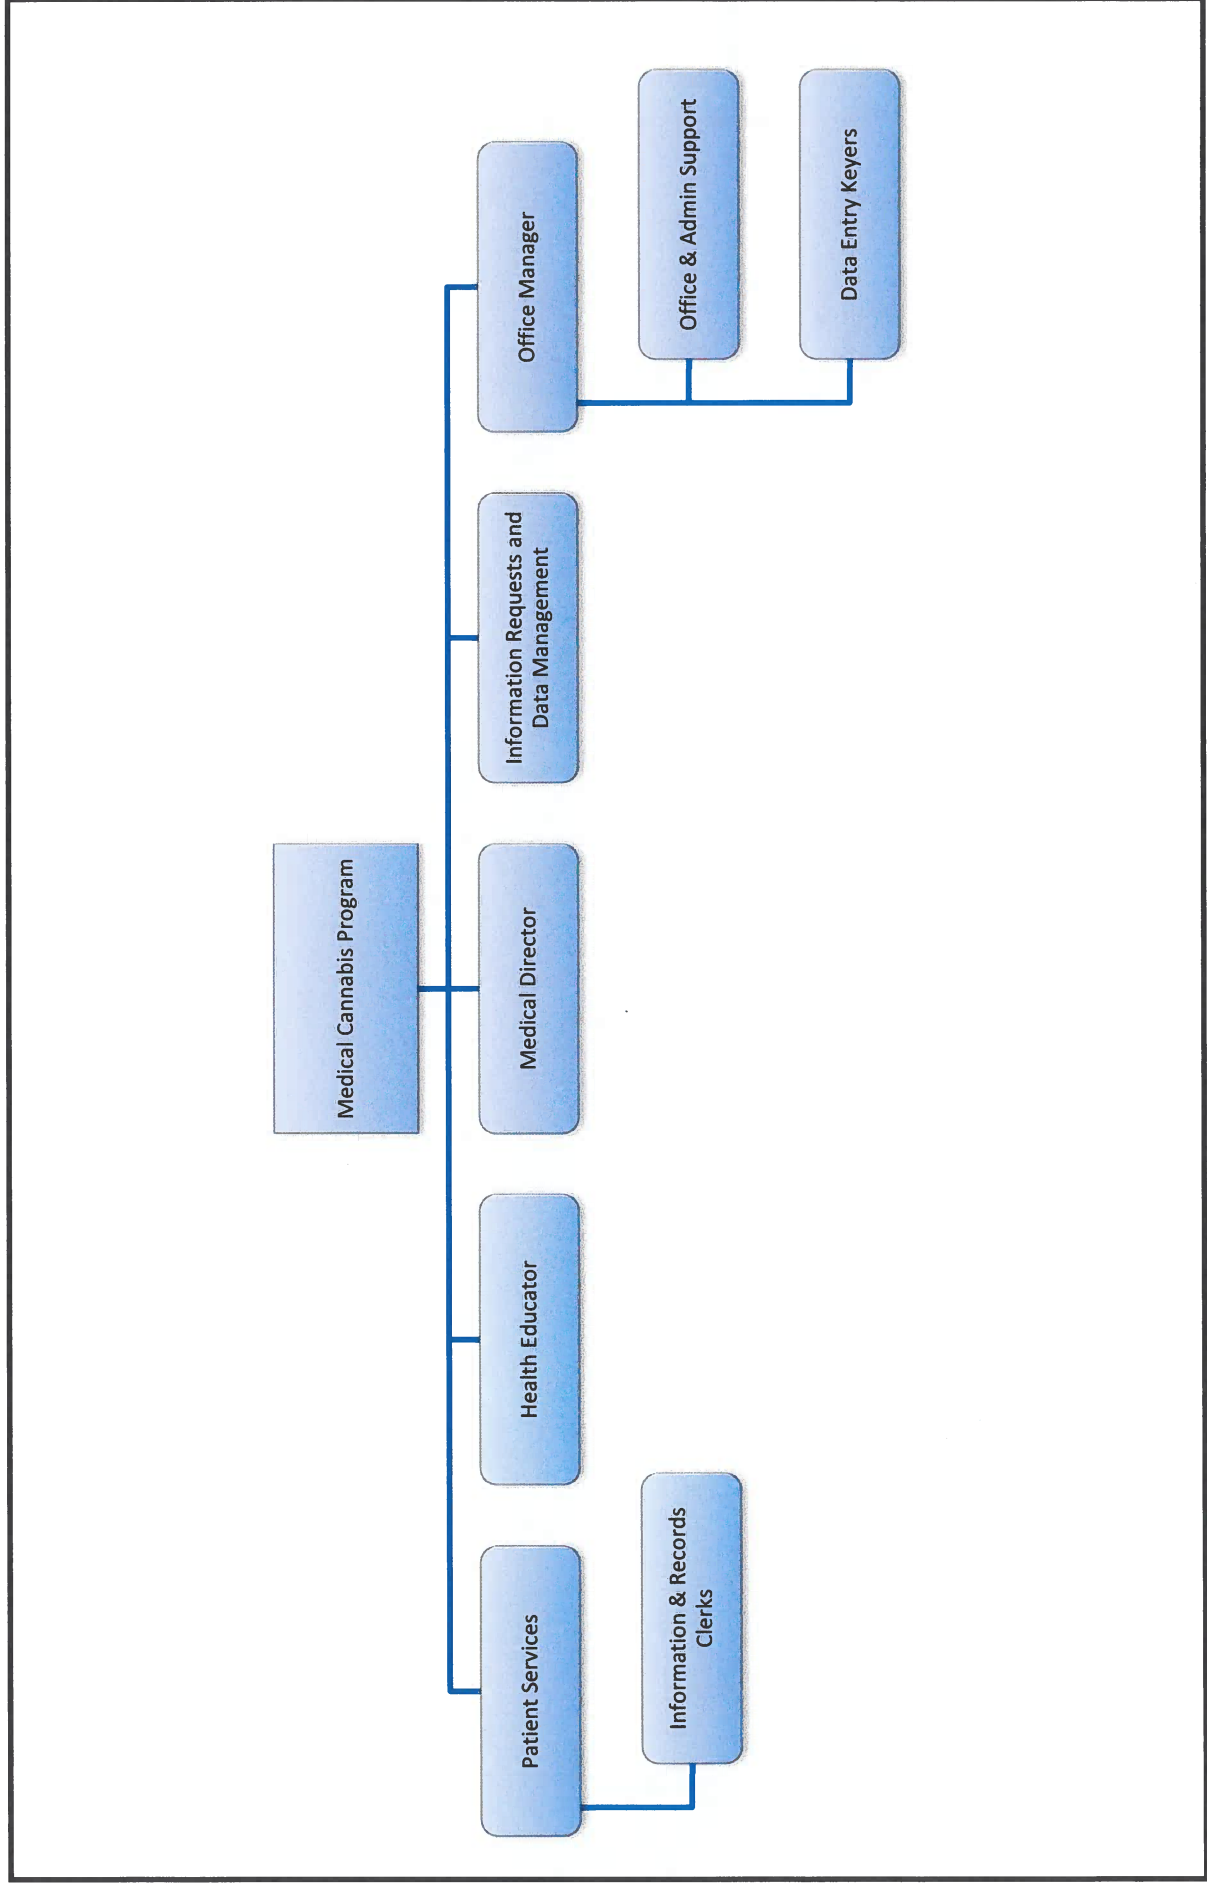 Medical Cannabis Program
Patient Services
Information & Records
Clerks
Health Educator
Medical Director
Information Requests and
Data Management
Office Manager
Office & Admin Support
Data Entry Keyers